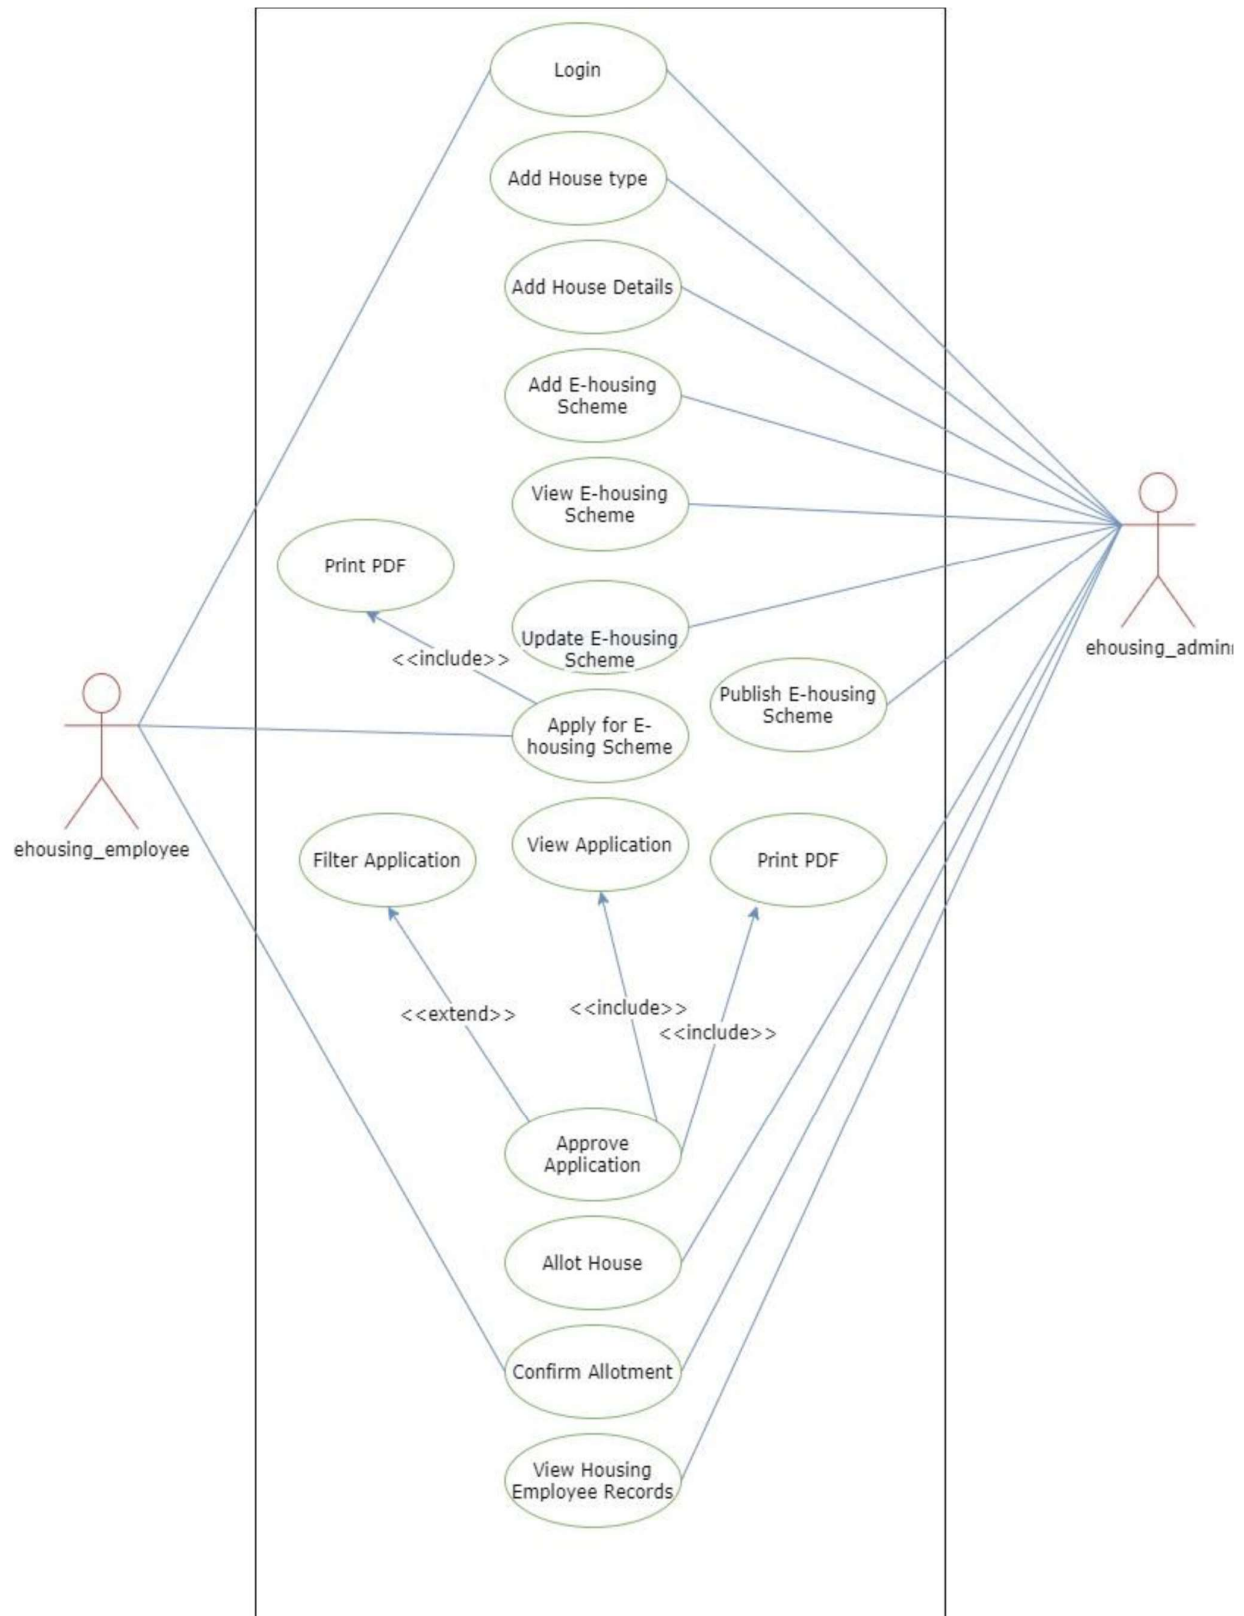 Login
Add House type
Add House Details
Add E-housing
Scheme
View E-housing
Scheme
Print PDF
Update E-housing
Scheme
<<include>>
ehousing_admin
Publish E-housing
Scheme
Apply for E-
housing Scheme
ehousing_employee
Filter Application
View Application
Print PDF
<<extend>>
<<include>>
<<include>>
Approve
Application
Allot House
Confirm Allotment
View Housing
Employee Records